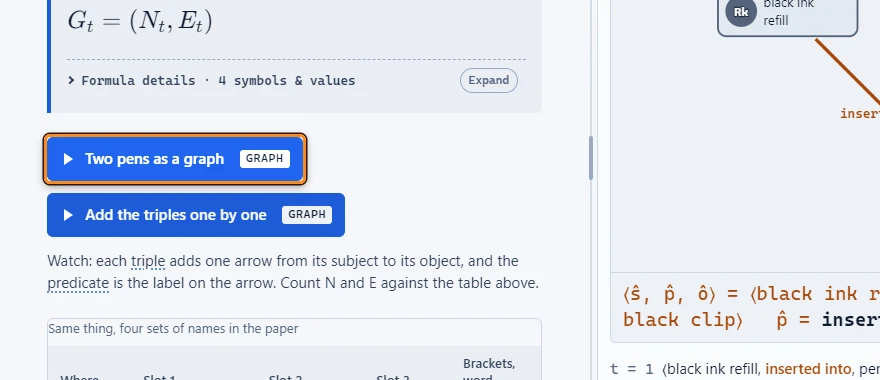 G_t = (N_t, E_t)
Formula details · 4 symbols & values
Expand
Two pens as a graph GRAPH
Add the triples one by one GRAPH
Watch: each triple adds one arrow from its subject to its object, and the
predicate is the label on the arrow. Count N and E against the table above.
Same thing, four sets of names in the paper
Brackets,
Where Slot 1 Slot 2 Slot 3 word
Rk
black ink
refill
⟨ŝ, p̂, ô⟩ = ⟨black ink
black clip⟩ p̂ =
t = 1 ⟨black ink refill, inserted into,